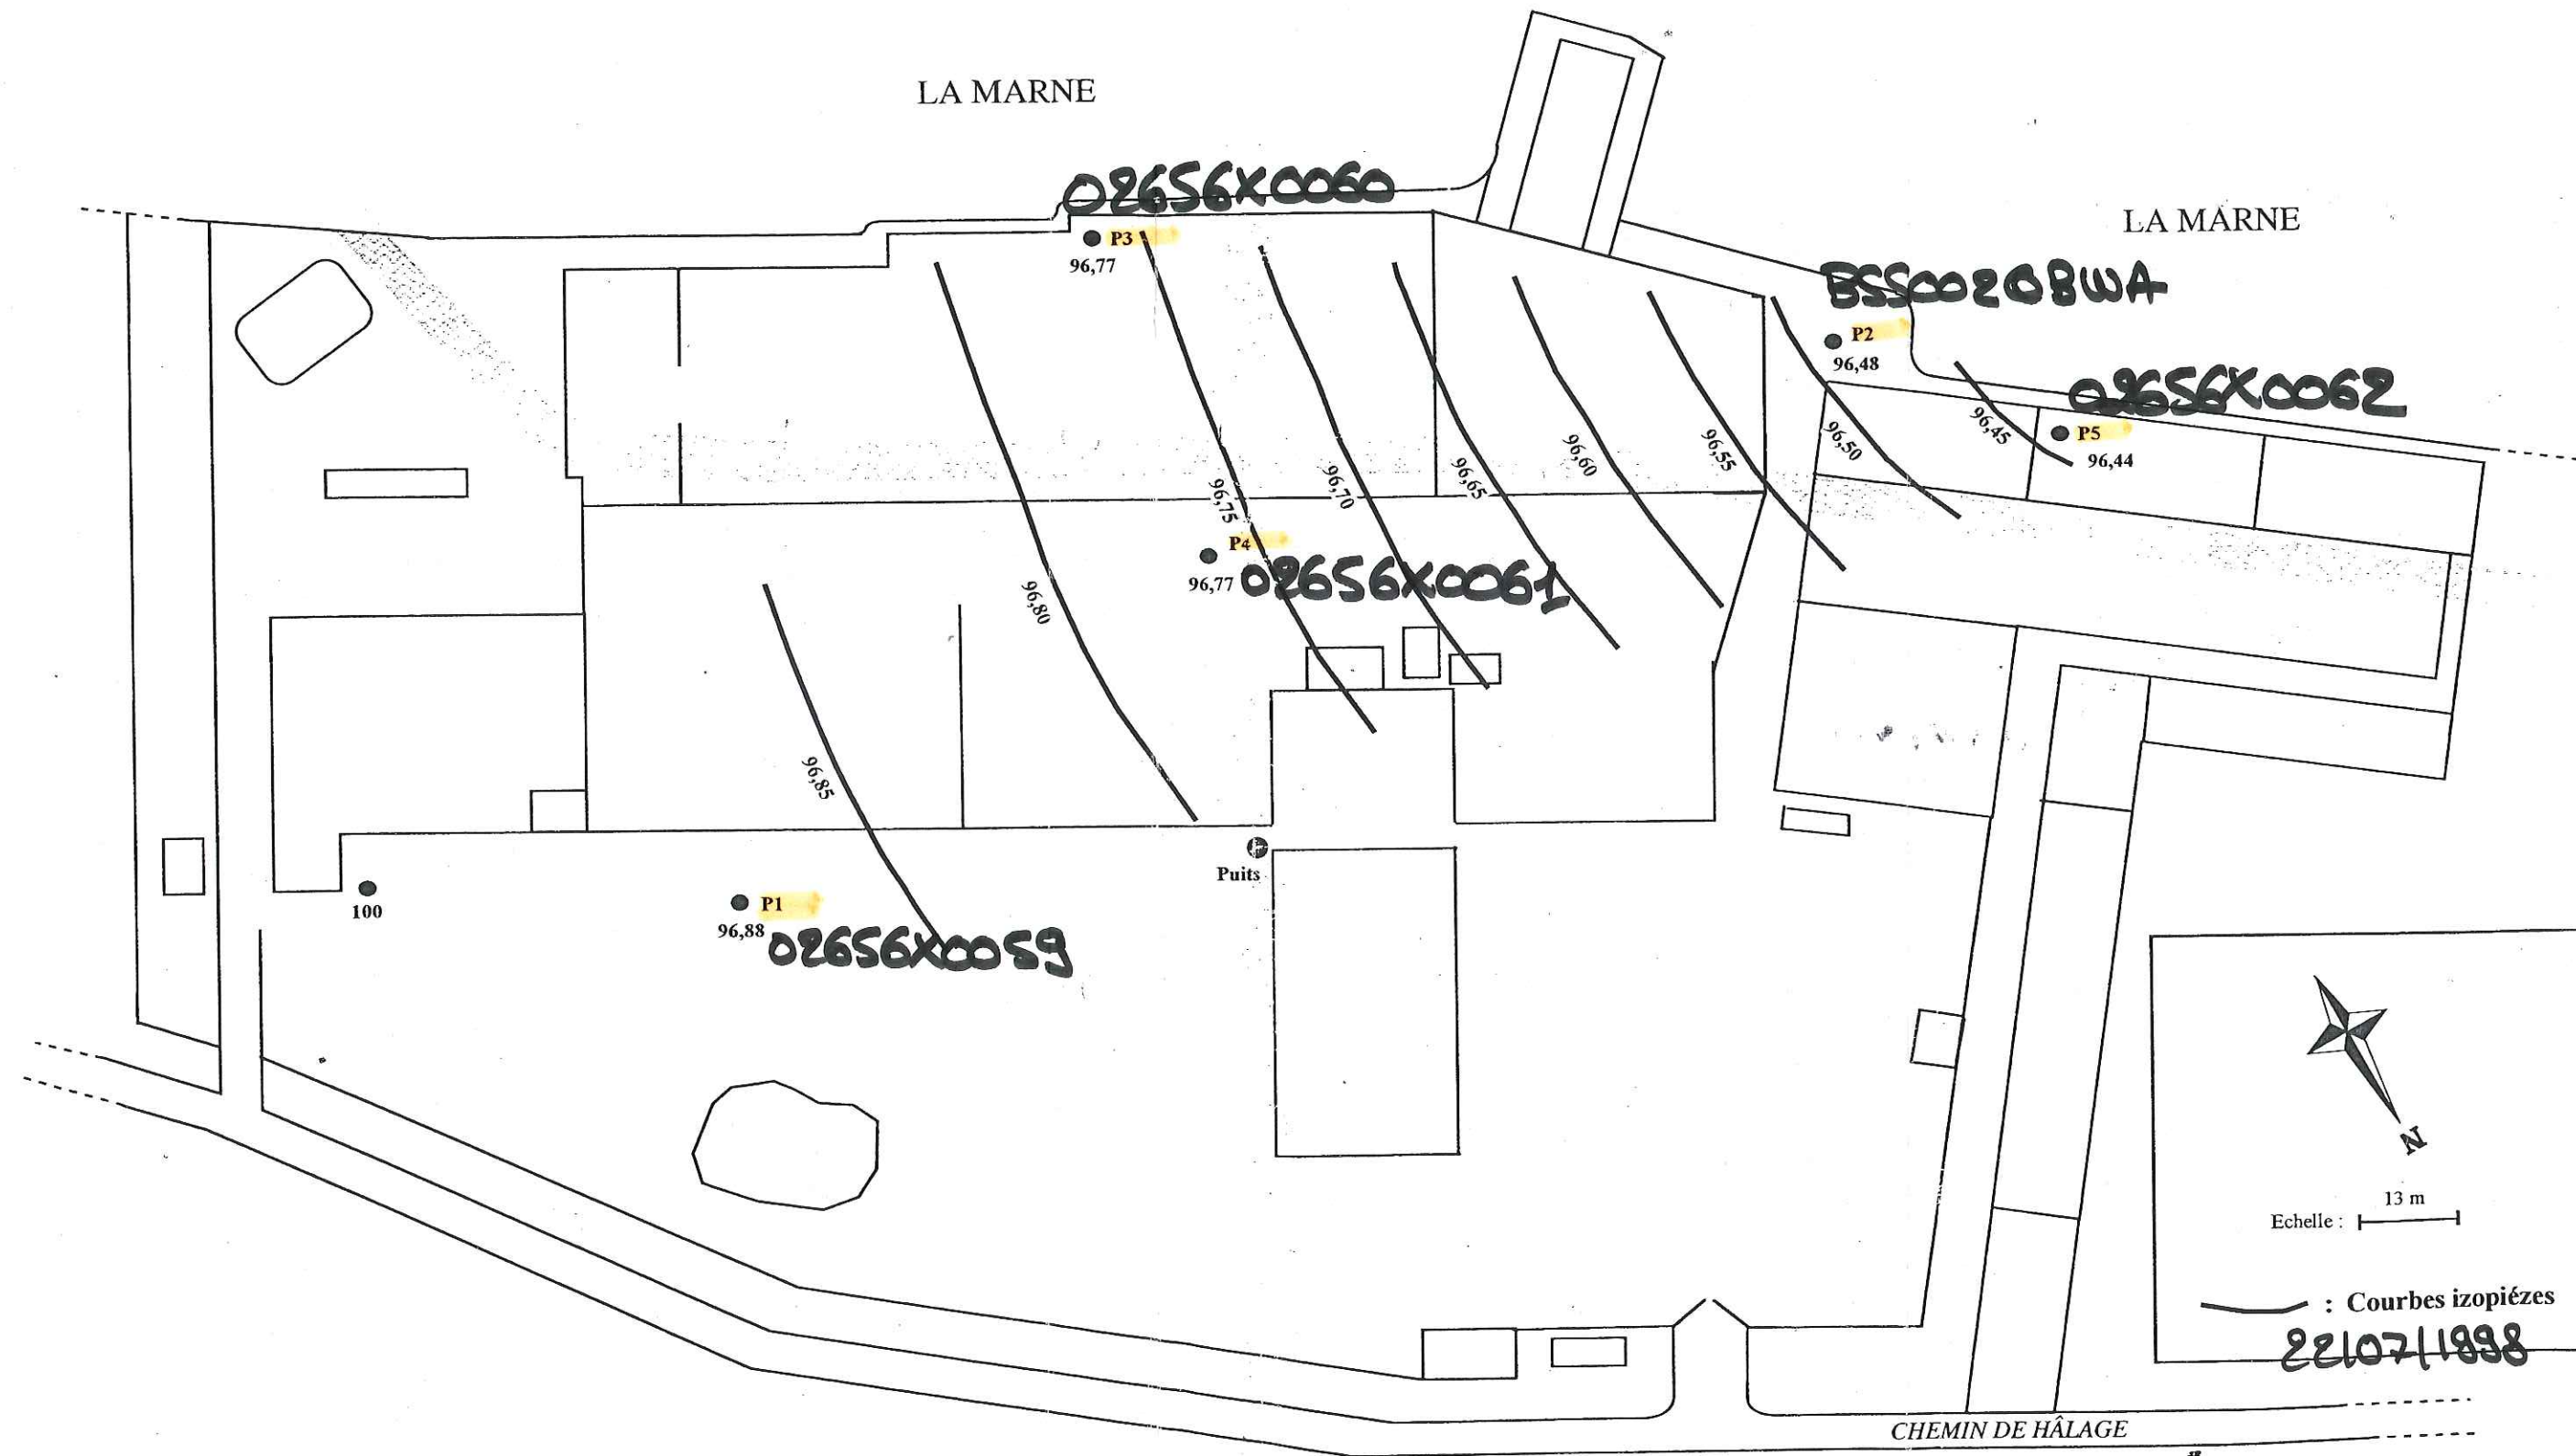 LA MARNE
02656X0060
LA MARNE
P3
96,77
BSS0020BWA
P2
96,48
02656X0062
P5
96,44
96,45
96,50
96,55
96,60
96,65
96,70
96,75
P4
96,77
02656X0061
96,80
96,85
Puits
100
P1
96,88
02656X0059
N
13 m
Echelle :
: Courbes izopiézes
22/07/1998
CHEMIN DE HÂLAGE